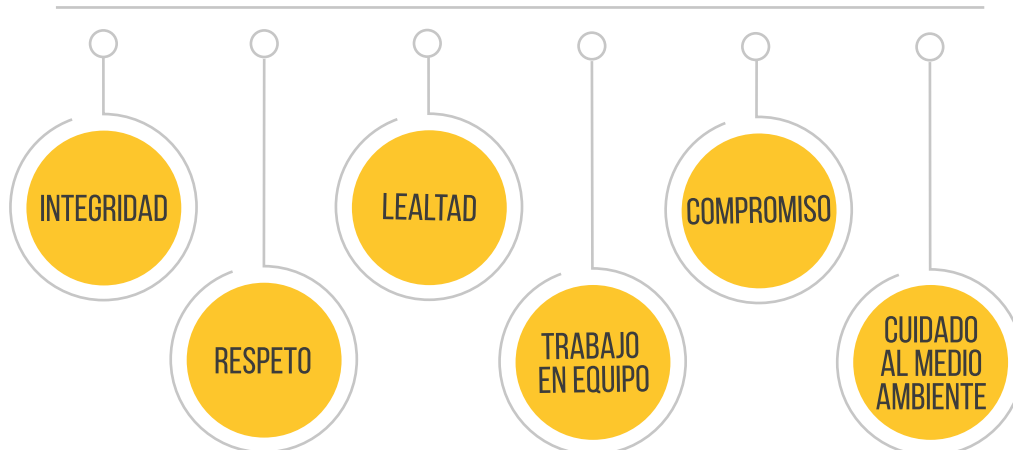 INTEGRIDAD
RESPETO
LEALTAD
TRABAJO
EN EQUIPO
COMPROMISO
CUIDADO
AL MEDIO
AMBIENTE